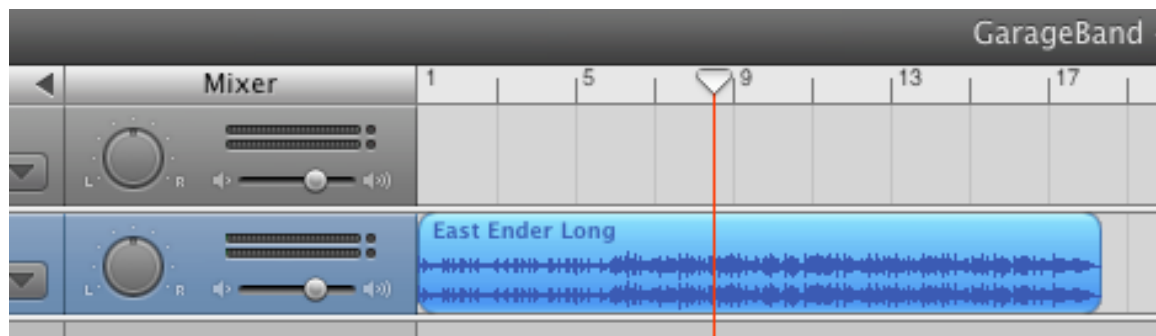 GarageBand -
Mixer 1 5 9 13 17
L R
East Ender Long
L R